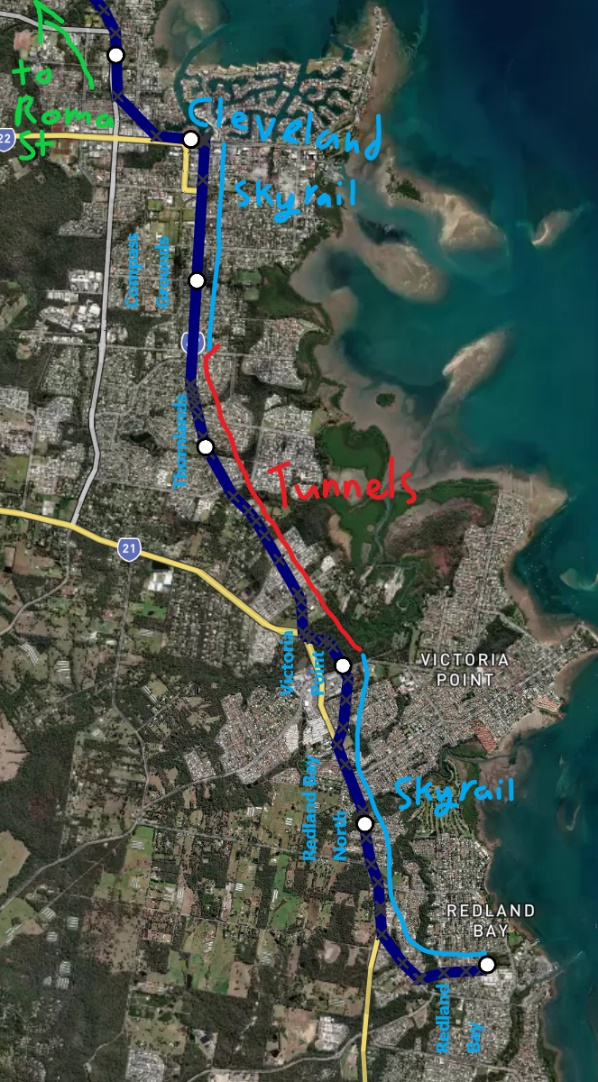 to
Roma
St
22
Cleveland
Skyrail
Compass
Grounds
Thornlands
Tunnels
21
Victoria
Point
VICTORIA
POINT
Redland Bay
North
Skyrail
REDLAND
BAY
Redland
Bay